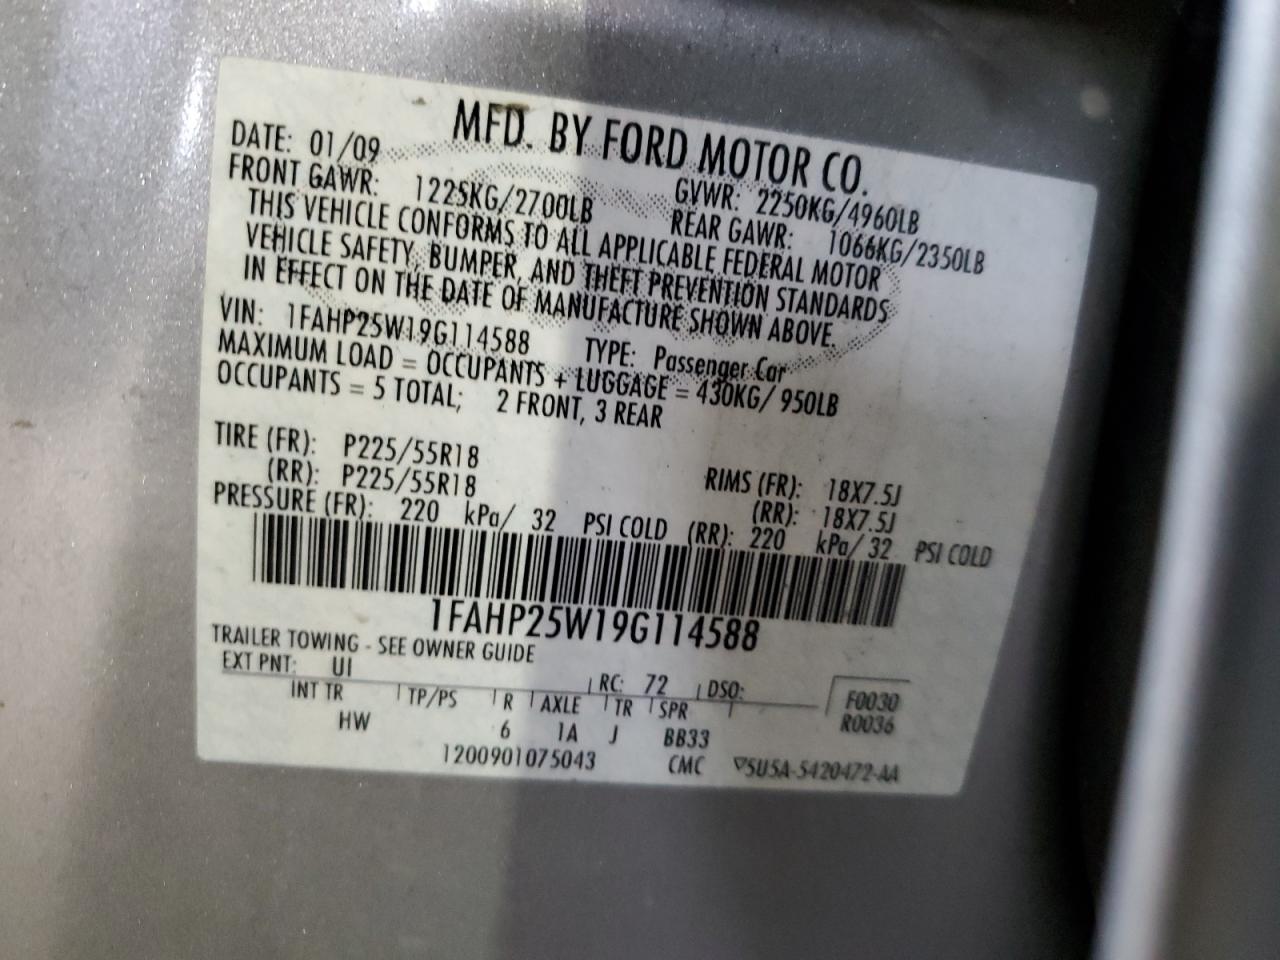 MFD. BY FORD MOTOR CO.
DATE: 01/09 GVWR: 2250KG/4960LB
FRONT GAWR: 1225KG/2700LB REAR GAWR: 1066KG/2350LB
THIS VEHICLE CONFORMS TO ALL APPLICABLE FEDERAL MOTOR
VEHICLE SAFETY, BUMPER, AND THEFT PREVENTION STANDARDS
IN EFFECT ON THE DATE OF MANUFACTURE SHOWN ABOVE.
VIN: 1FAHP25W19G114588 TYPE: Passenger Car
MAXIMUM LOAD = OCCUPANTS + LUGGAGE = 430KG/ 950LB
OCCUPANTS = 5 TOTAL; 2 FRONT, 3 REAR
TIRE (FR): P225/55R18 RIMS (FR): 18X7.5J
(RR): P225/55R18 (RR): 18X7.5J
PRESSURE (FR): 220 kPa/ 32 PSI COLD (RR): 220 kPa/ 32 PSI COLD
1FAHP25W19G114588
TRAILER TOWING - SEE OWNER GUIDE
EXT PNT: UI RC: 72 DSO:
INT TR TP/PS R AXLE TR SPR F0030
HW 6 1A J BB33 R0036
1200901075043 CMC ▽5U5A-5420472-AA